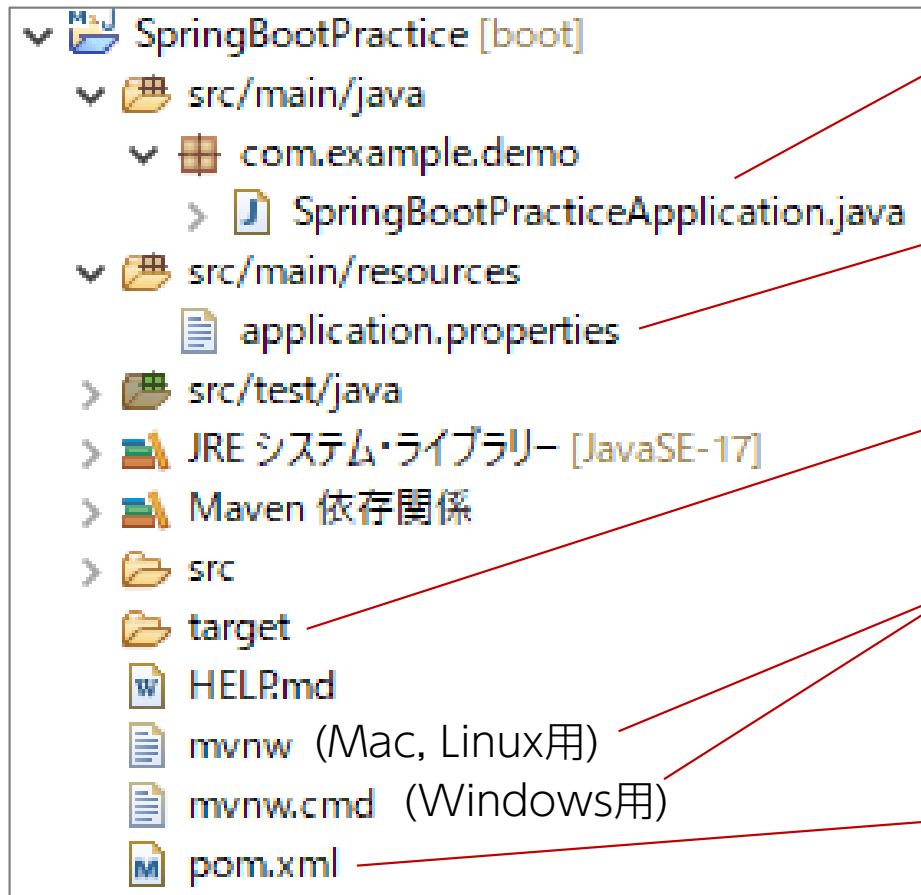 SpringBootPractice [boot]
src/main/java
com.example.demo
SpringBootPracticeApplication.java
src/main/resources
application.properties
src/test/java
JRE システム・ライブラリー [JavaSE-17]
Maven 依存関係
src
target
HELP.md
mvnw (Mac, Linux用)
mvnw.cmd (Windows用)
pom.xml